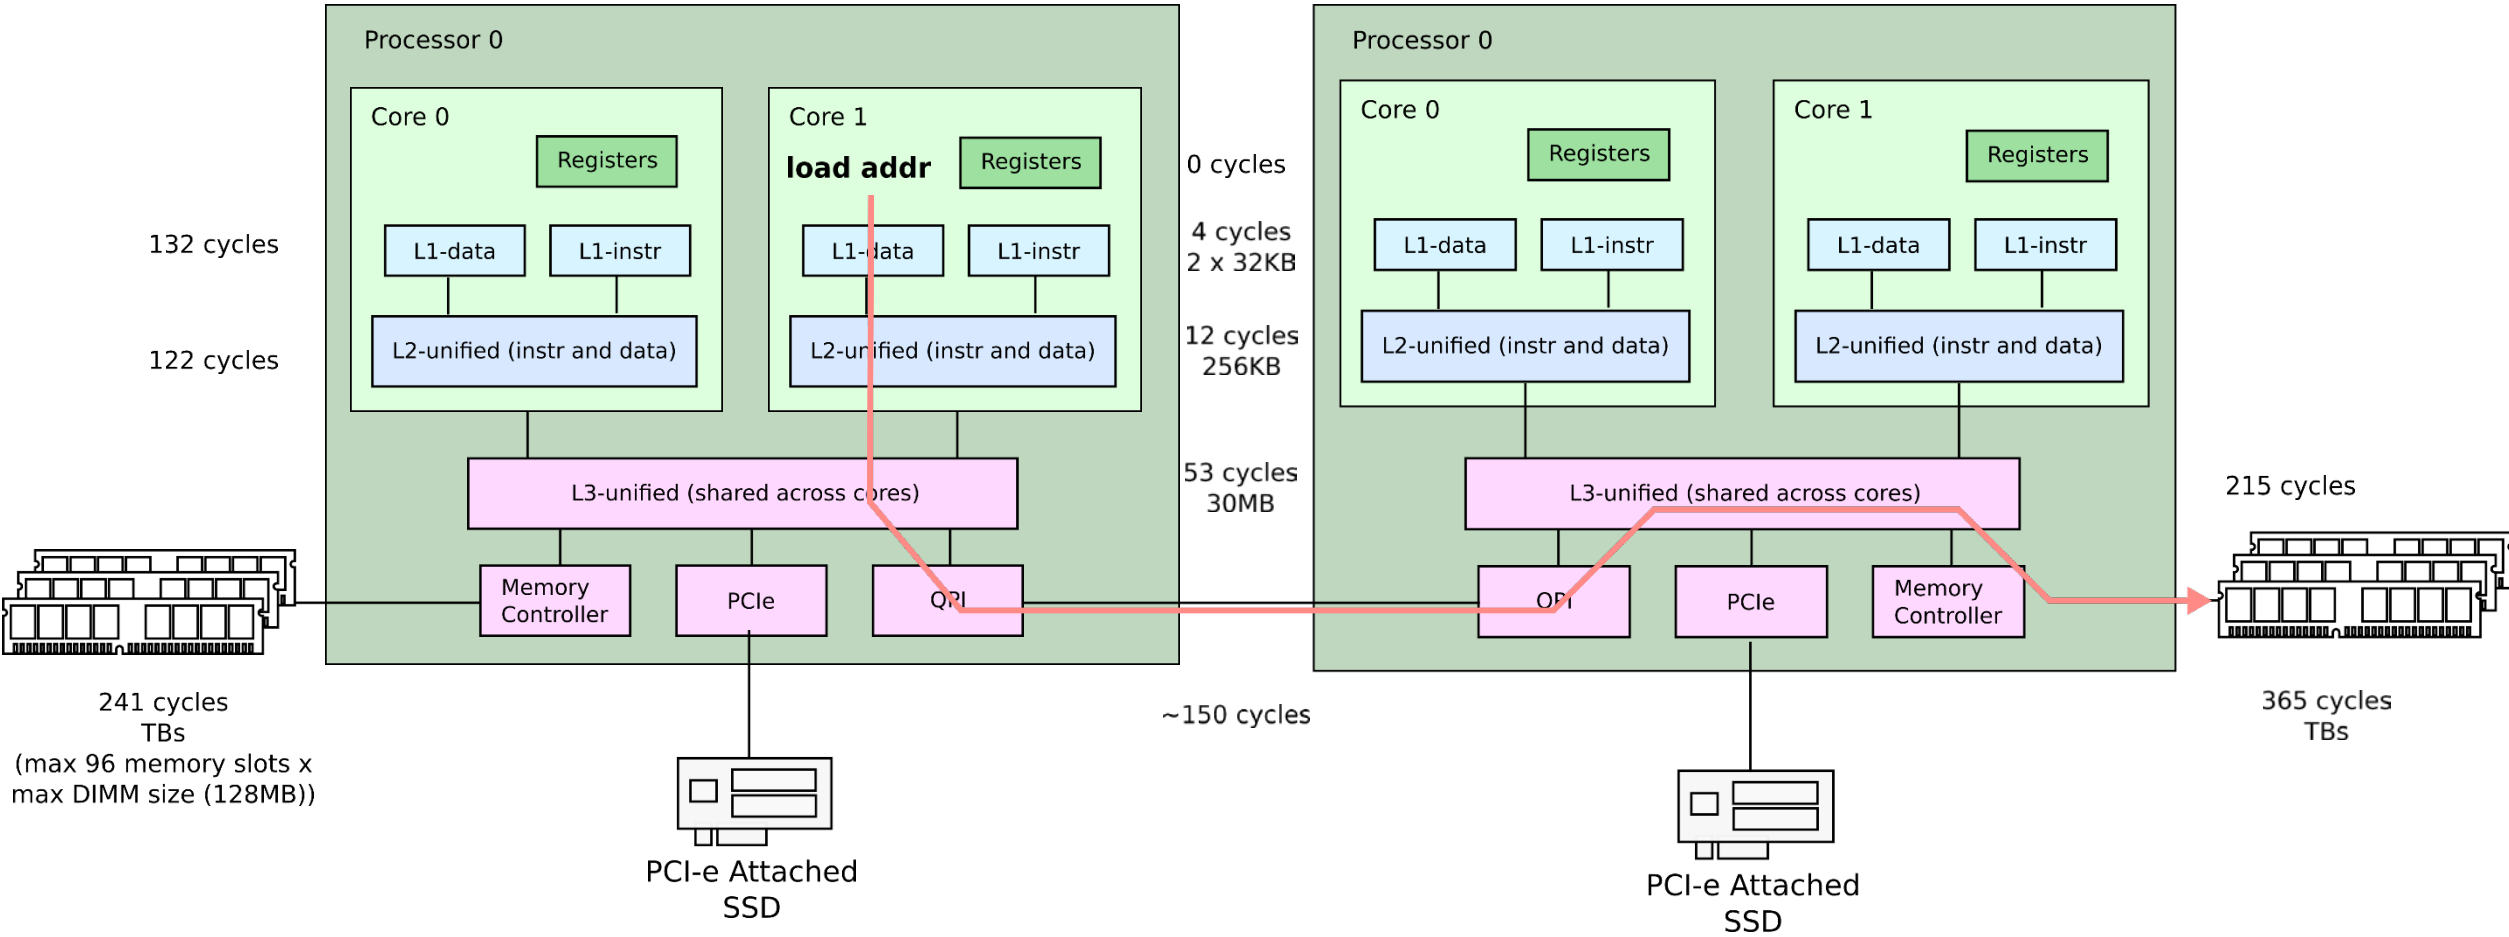 Processor 0
Processor 0
Core 0
Core 1
Core 0
Core 1
Registers
load addr
Registers
0 cycles
Registers
Registers
132 cycles
L1-data
L1-instr
L1-data
L1-instr
4 cycles
2 x 32KB
L1-data
L1-instr
L1-data
L1-instr
122 cycles
L2-unified (instr and data)
L2-unified (instr and data)
12 cycles
256KB
L2-unified (instr and data)
L2-unified (instr and data)
L3-unified (shared across cores)
53 cycles
30MB
L3-unified (shared across cores)
215 cycles
Memory
Controller
PCIe
QPI
QPI
PCIe
Memory
Controller
241 cycles
TBs
(max 96 memory slots x
max DIMM size (128MB))
~150 cycles
365 cycles
TBs
PCI-e Attached
SSD
PCI-e Attached
SSD